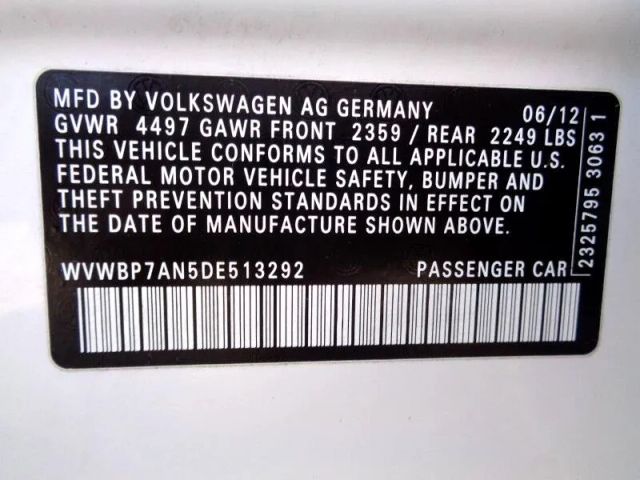 MFD BY VOLKSWAGEN AG GERMANY 06/12
GVWR 4497 GAWR FRONT 2359 / REAR 2249 LBS
THIS VEHICLE CONFORMS TO ALL APPLICABLE U.S.
FEDERAL MOTOR VEHICLE SAFETY, BUMPER AND
THEFT PREVENTION STANDARDS IN EFFECT ON
THE DATE OF MANUFACTURE SHOWN ABOVE.
WVWBP7AN5DE513292 PASSENGER CAR
2325795 3063 1